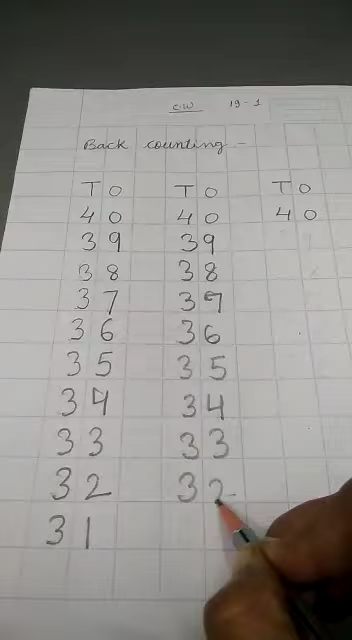 C.W 19-1
Back counting -
T O T O T O
4 0 4 0 4 0
3 9 3 9
3 8 3 8
3 7 3 7
3 6 3 6
3 5 3 5
3 4 3 4
3 3 3 3
3 2 3 2
3 1